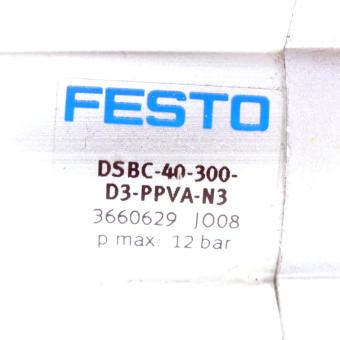 FESTO
DSBC-40-300-
D3-PPVA-N3
3660629 J008
p max: 12 bar